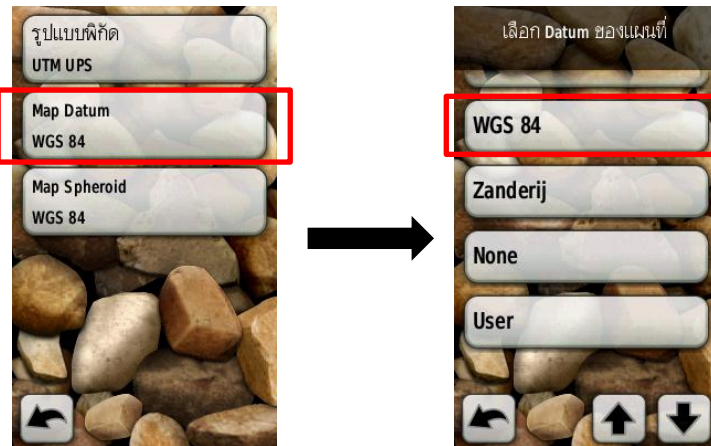 รูปแบบพิกัด
UTM UPS
Map Datum
WGS 84
Map Spheroid
WGS 84
เลือก Datum ของแผนที่
WGS 84
Zanderij
None
User